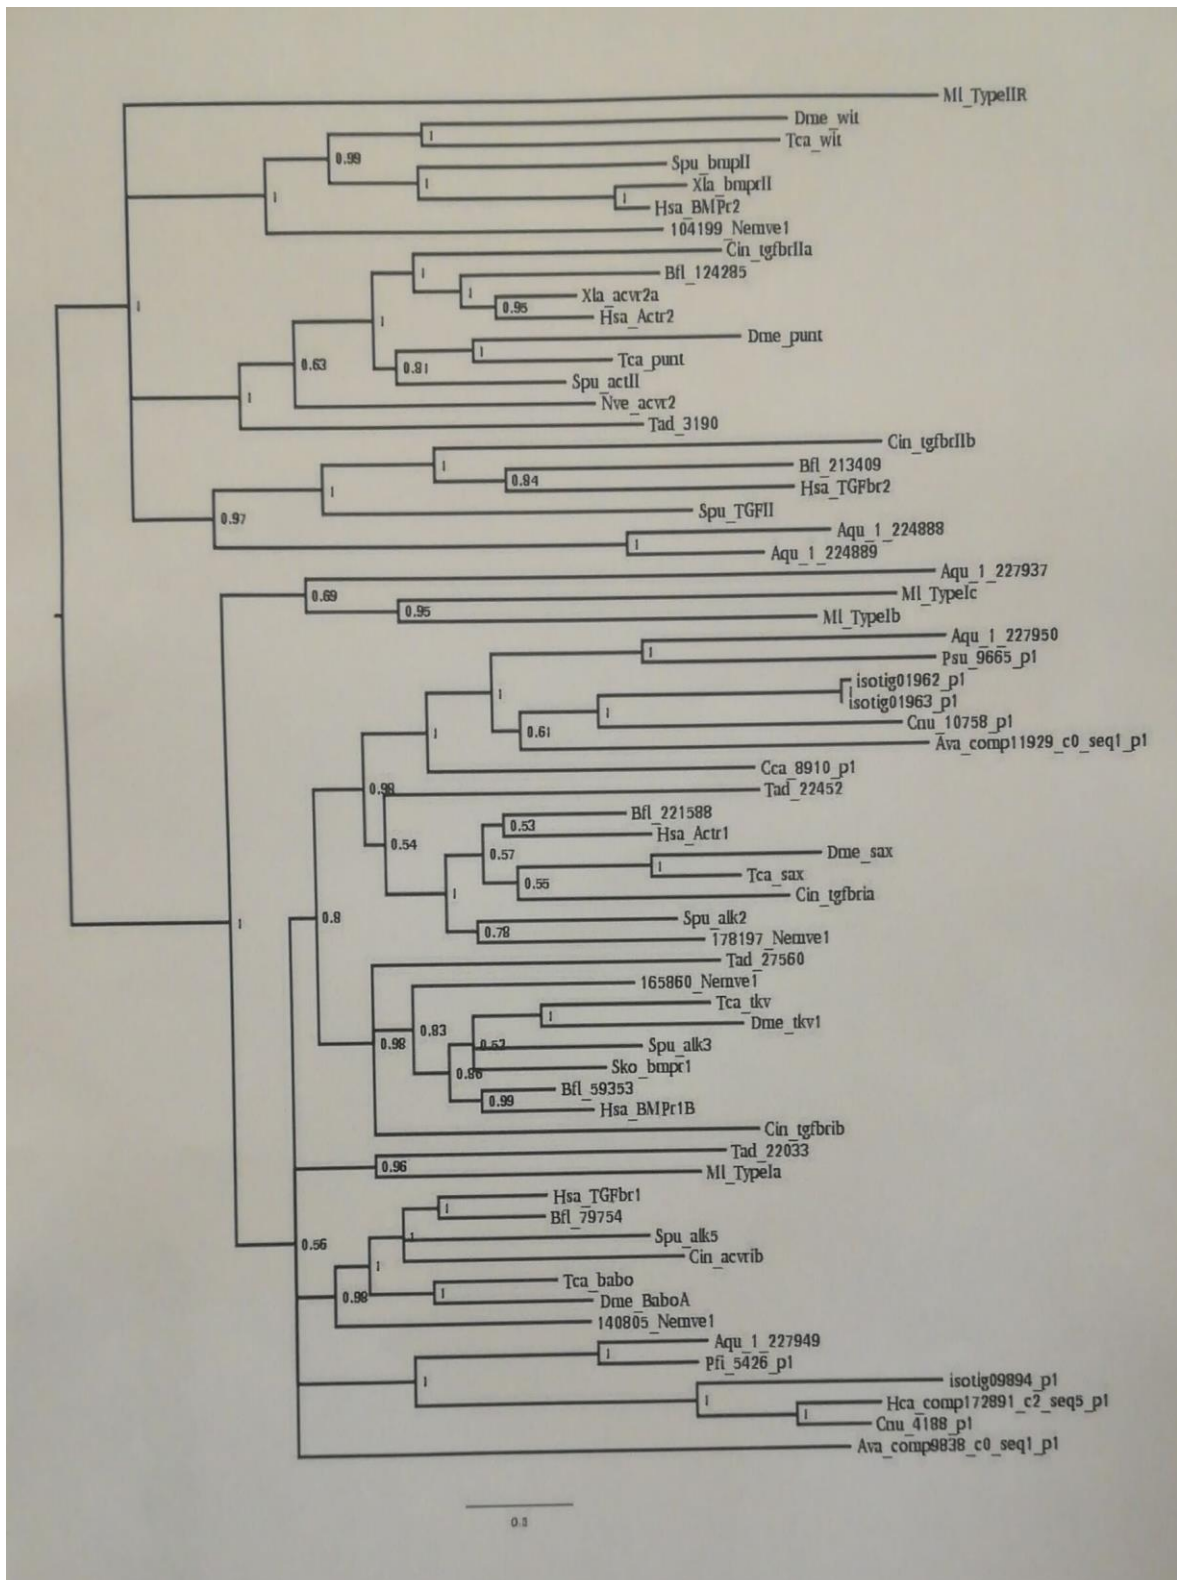 Ml_TypeIIR
Dme_wit
1
Tca_wit
0.99
Spu_bmpII
1
Xla_bmprII
1
1
Hsa_BMPr2
104199_Nemve1
Cin_tgfbrIIa
1
Bfl_124285
1
Xla_acvr2a
1
0.95
Hsa_Actr2
1
Dme_punt
1
Tca_punt
0.63
0.81
Spu_actII
1
Nve_acvr2
Tad_3190
Cin_tgfbrIIb
1
Bfl_213409
0.84
Hsa_TGFbr2
1
Spu_TGFII
0.97
Aqu_1_224888
1
Aqu_1_224889
Aqu_1_227937
0.69
Ml_TypeIc
0.95
Ml_TypeIb
Aqu_1_227950
1
Psu_9665_p1
isotig01962_p1
1
1
isotig01963_p1
1
Cnu_10758_p1
0.61
1
Ava_comp11929_c0_seq1_p1
Cca_8910_p1
0.98
Tad_22452
Bfl_221588
0.53
Hsa_Actr1
0.54
0.57
Dme_sax
1
Tca_sax
0.55
1
Cin_tgfbria
0.8
Spu_alk2
1
0.78
178197_Nemve1
Tad_27560
165860_Nemve1
Tca_tkv
1
Dme_tkv1
0.83
0.98
0.52
Spu_alk3
Sko_bmpr1
0.86
Bfl_59353
0.99
Hsa_BMPr1B
Cin_tgfbrib
Tad_22033
0.96
Ml_TypeIa
Hsa_TGFbr1
1
Bfl_79754
1
Spu_alk5
0.56
Cin_acvrib
1
Tca_babo
1
0.98
Dme_BaboA
140805_Nemve1
Aqu_1_227949
1
Pfi_5426_p1
1
isotig09894_p1
1
Hca_comp172891_c2_seq5_p1
1
Cnu_4188_p1
Ava_comp9838_c0_seq1_p1